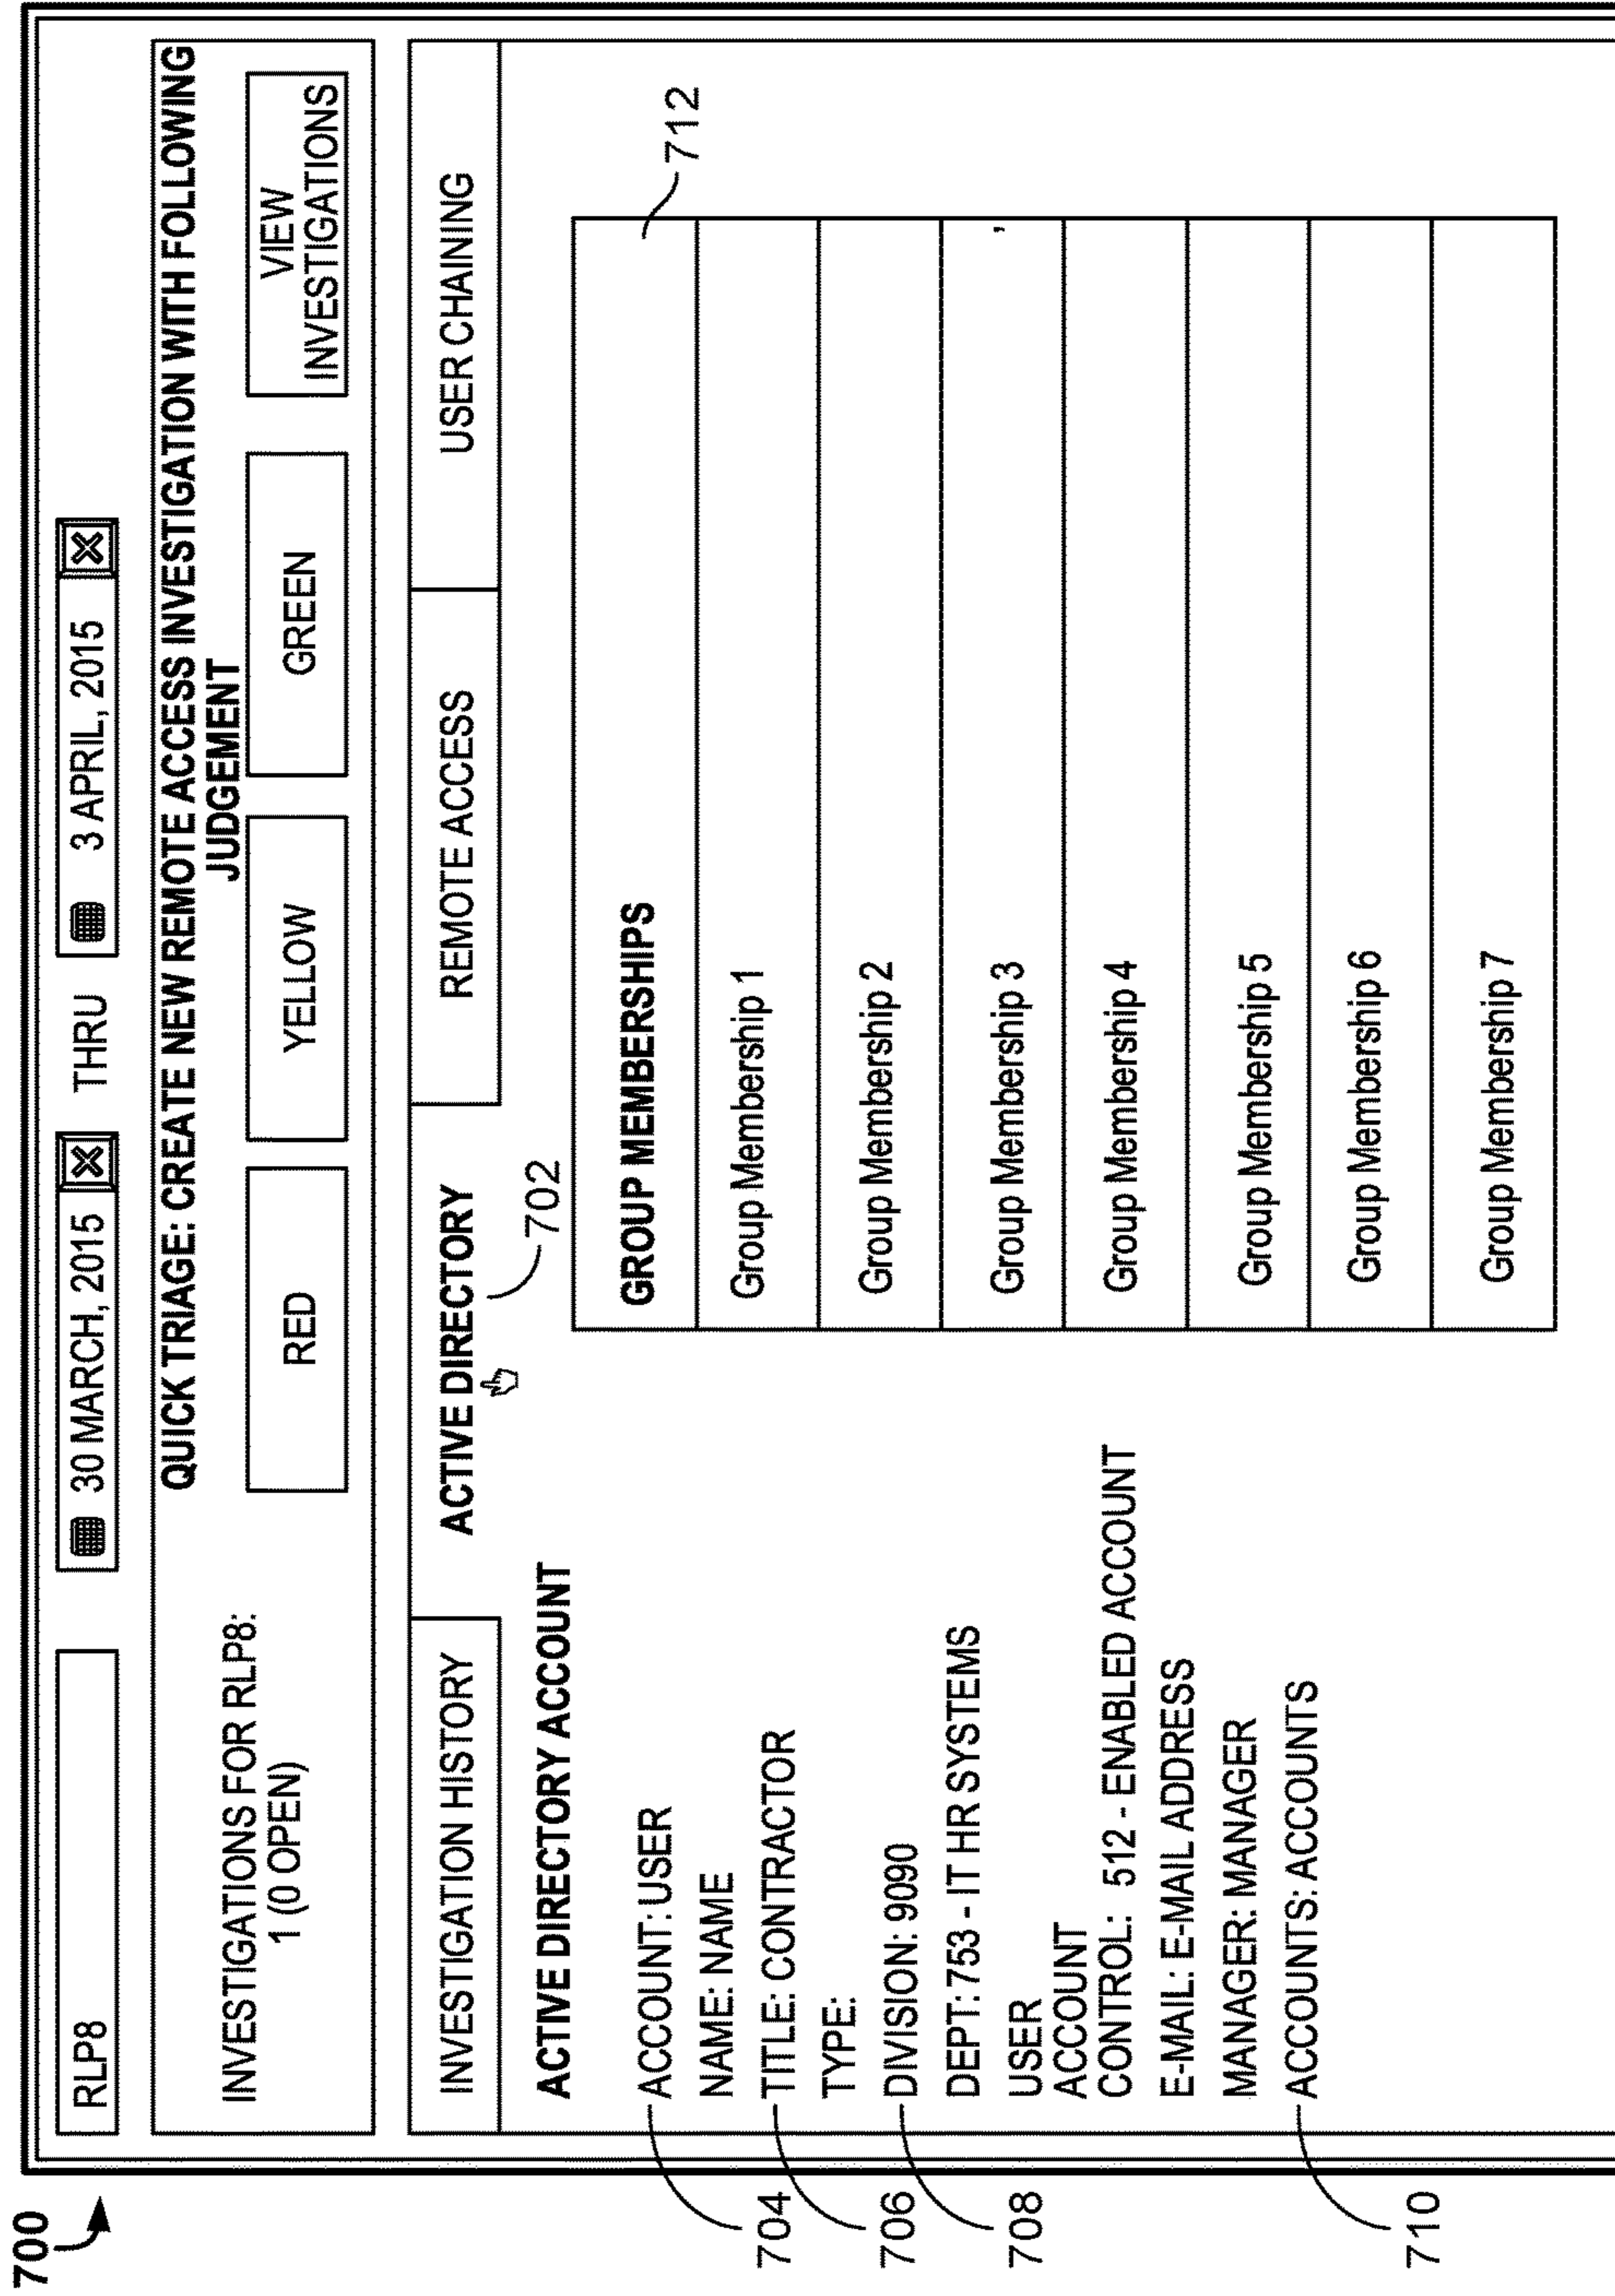 700
RLP8
30 MARCH, 2015
THRU
3 APRIL, 2015
INVESTIGATIONS FOR RLP8:
1 (0 OPEN)
QUICK TRIAGE: CREATE NEW REMOTE ACCESS INVESTIGATION WITH FOLLOWING
JUDGEMENT
RED
YELLOW
GREEN
VIEW
INVESTIGATIONS
INVESTIGATION HISTORY
ACTIVE DIRECTORY
REMOTE ACCESS
USER CHAINING
702
ACTIVE DIRECTORY ACCOUNT
704
ACCOUNT: USER
NAME: NAME
706
TITLE: CONTRACTOR
TYPE:
708
DIVISION: 9090
DEPT: 753 - IT HR SYSTEMS
USER
ACCOUNT
CONTROL: 512 - ENABLED ACCOUNT
E-MAIL: E-MAIL ADDRESS
MANAGER: MANAGER
710
ACCOUNTS: ACCOUNTS
712
GROUP MEMBERSHIPS
Group Membership 1
Group Membership 2
Group Membership 3
Group Membership 4
Group Membership 5
Group Membership 6
Group Membership 7